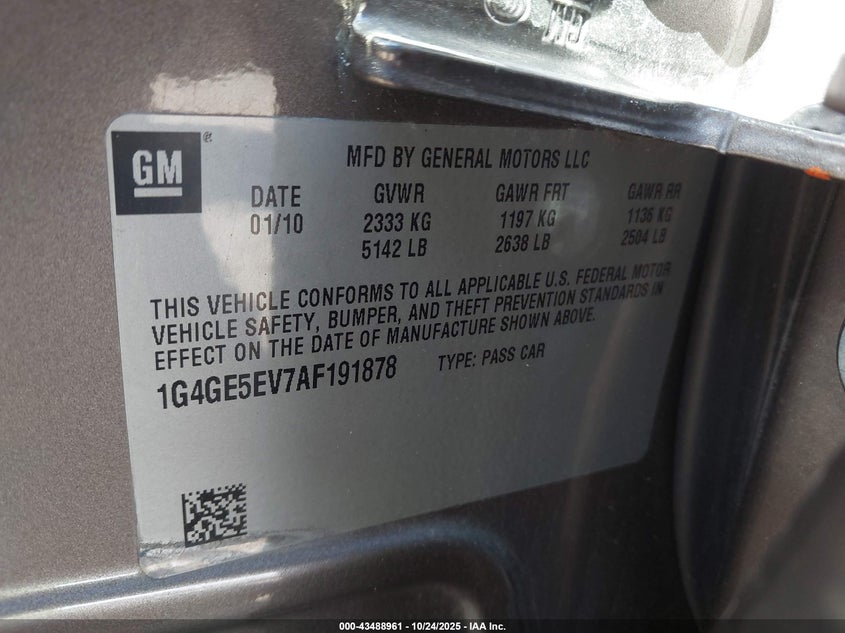 GM
®
MFD BY GENERAL MOTORS LLC
DATE GVWR GAWR FRT GAWR RR
01/10 2333 KG 1197 KG 1136 KG
5142 LB 2638 LB 2504 LB
THIS VEHICLE CONFORMS TO ALL APPLICABLE U.S. FEDERAL MOTOR
VEHICLE SAFETY, BUMPER, AND THEFT PREVENTION STANDARDS IN
EFFECT ON THE DATE OF MANUFACTURE SHOWN ABOVE.
1G4GE5EV7AF191878 TYPE: PASS CAR
000-43488961 - 10/24/2025 - IAA Inc.